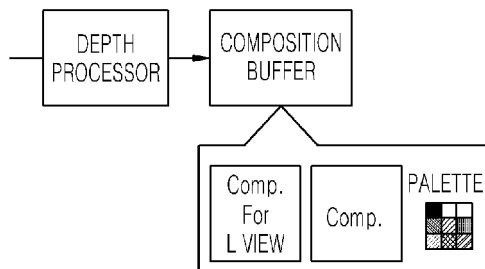 DEPTH
PROCESSOR
COMPOSITION
BUFFER
Comp.
For
L VIEW
Comp.
PALETTE